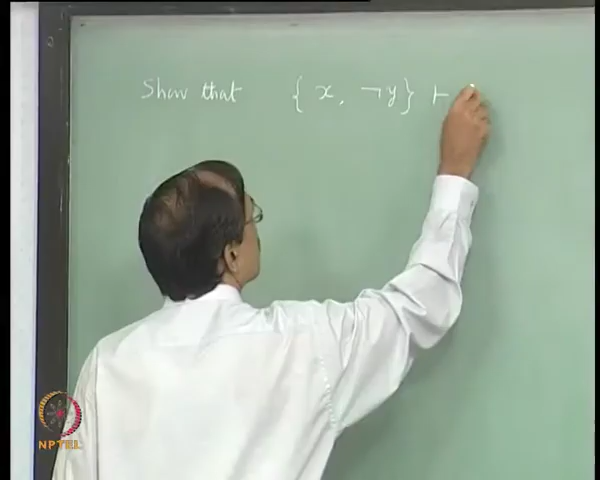 Show that { x, ¬y} ⊢
NPTEL